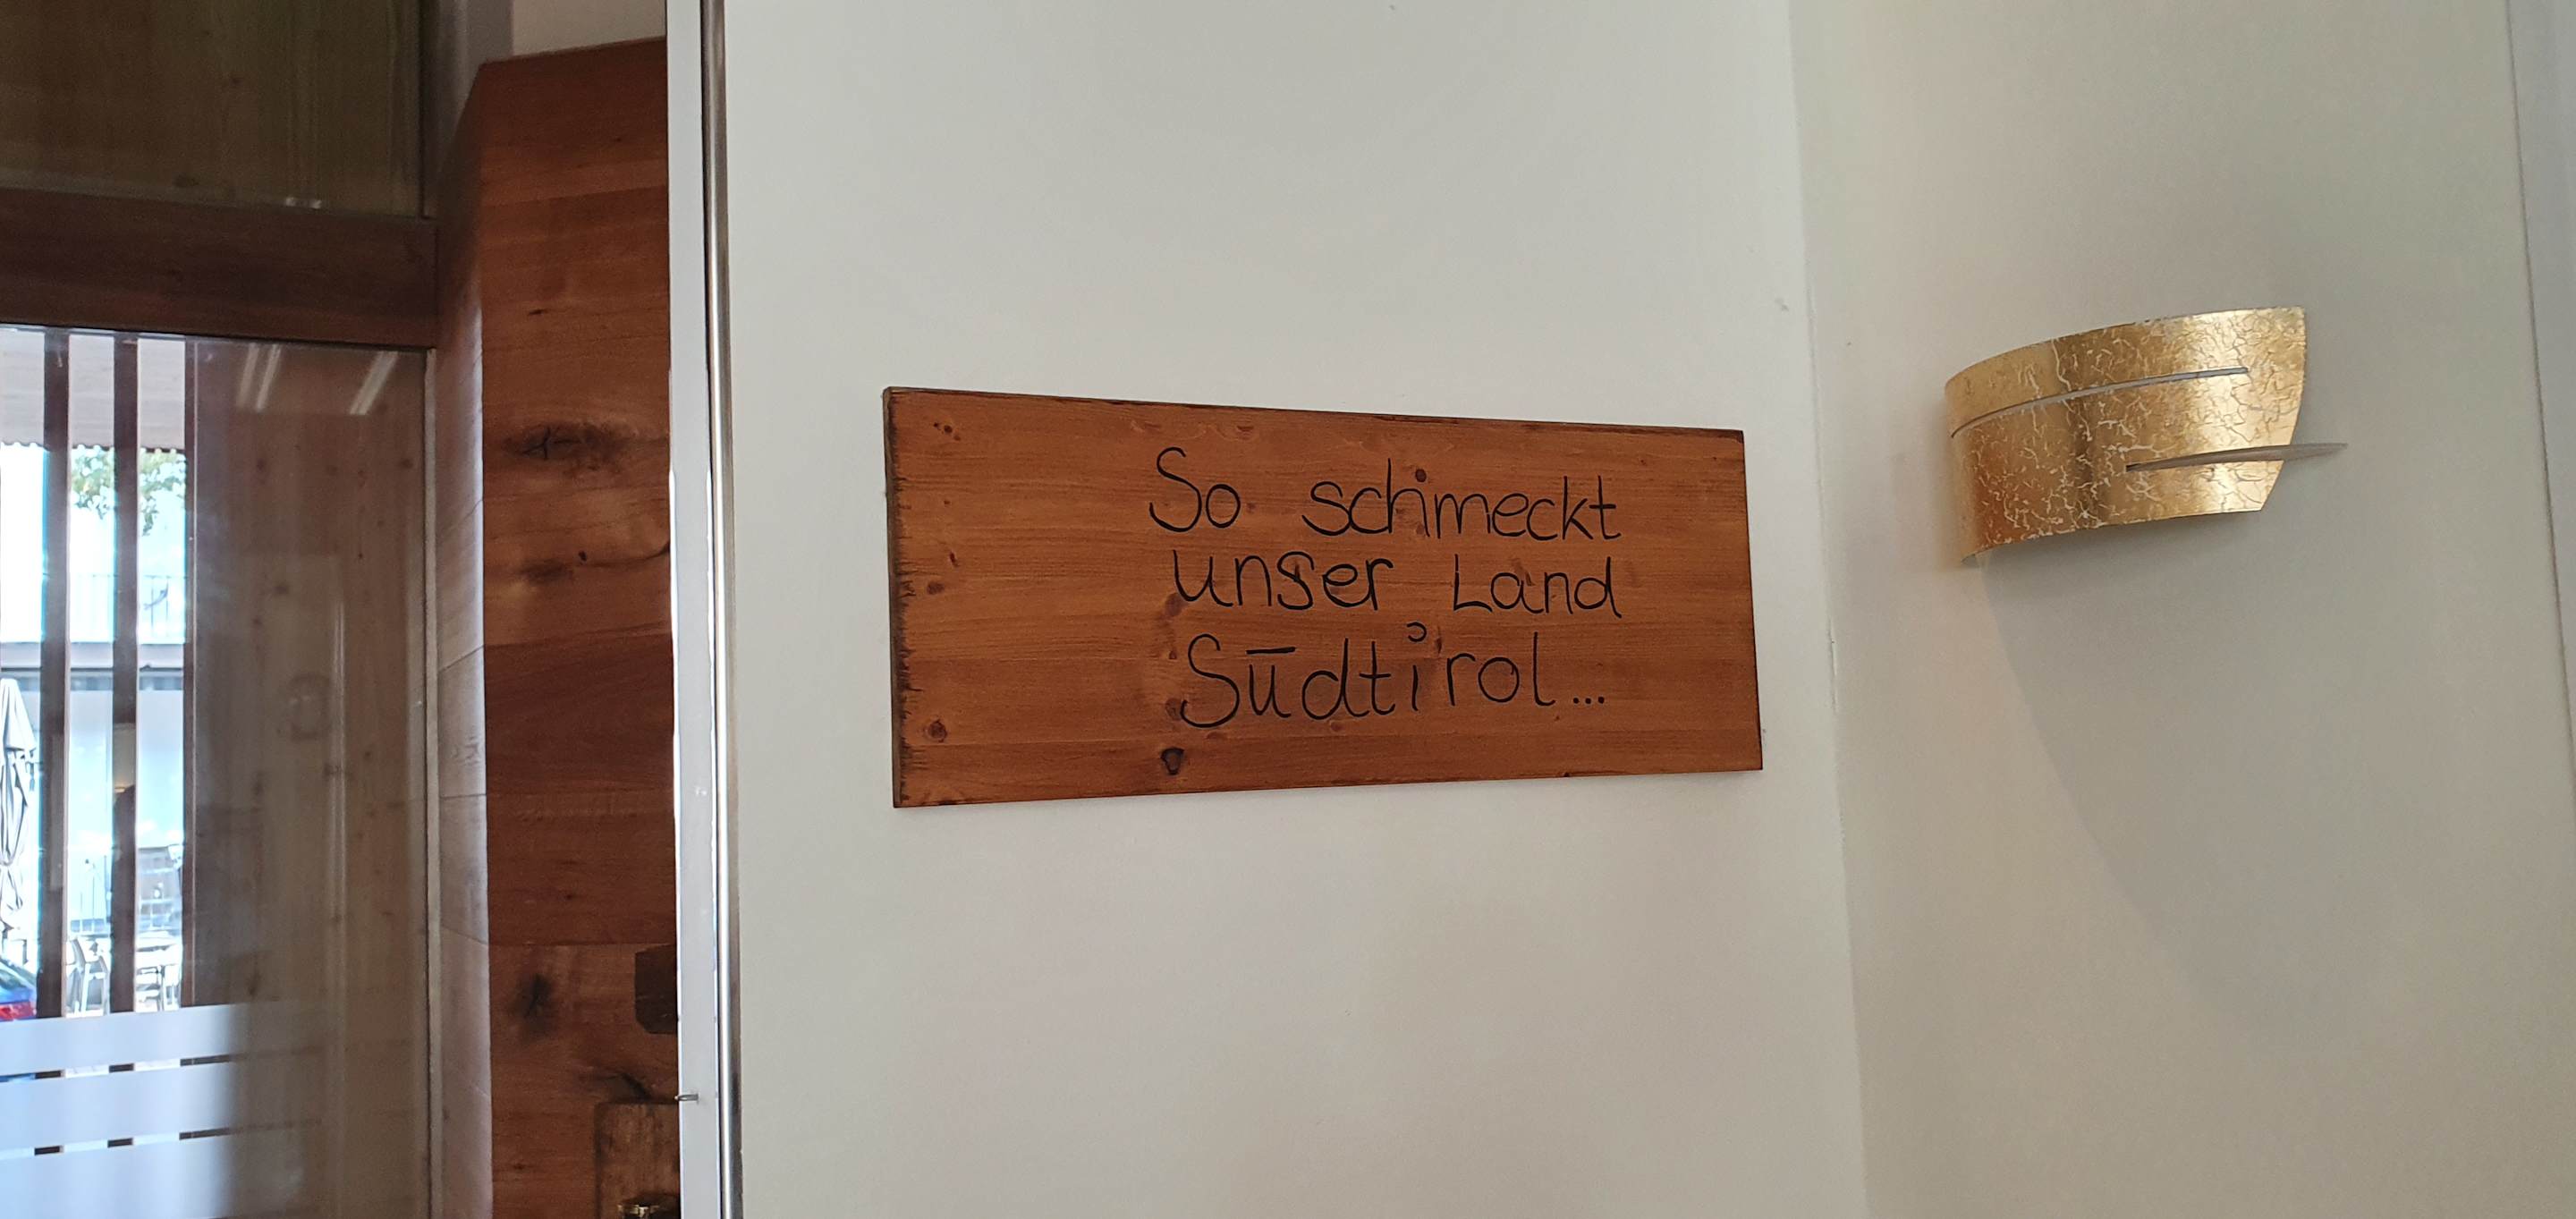 So schmeckt
unser Land
Südtirol...